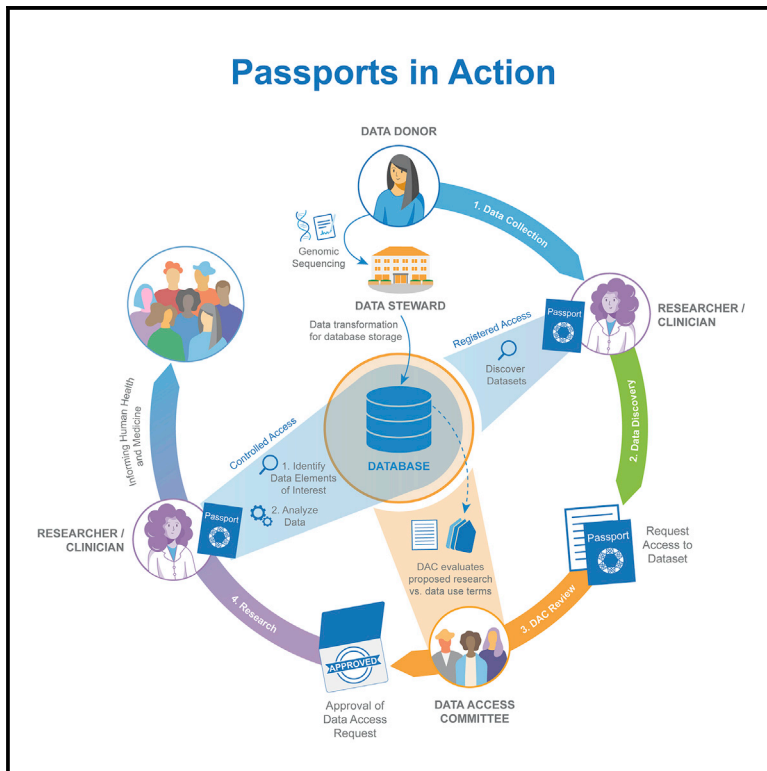 Passports in Action
DATA DONOR
1. Data Collection
Genomic
Sequencing
DATA STEWARD
Data transformation
for database storage
Registered Access
Discover
Datasets
Passport
RESEARCHER /
CLINICIAN
2. Data Discovery
Request
Access to
Dataset
Passport
3. DAC Review
DATA ACCESS
COMMITTEE
DAC evaluates
proposed research
vs. data use terms
DATABASE
APPROVED
Approval of
Data Access
Request
4. Research
RESEARCHER /
CLINICIAN
Passport
Controlled Access
1. Identify
Data Elements
of Interest
2. Analyze
Data
Informing Human Health
and Medicine